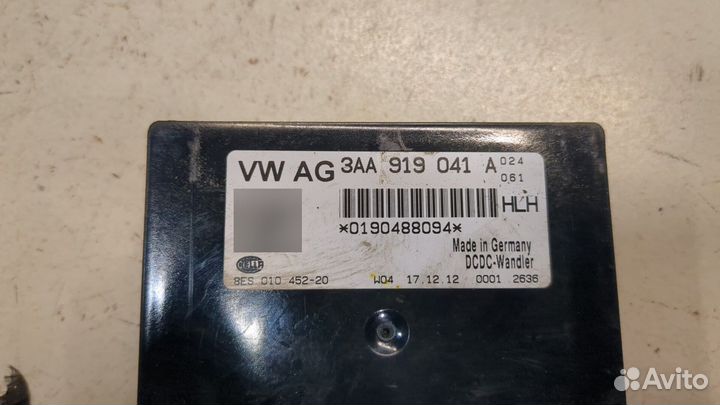 VW AG 3AA 919 041 A 024
061
HLH
*0190488094*
Made in Germany
DCDC-Wandler
HELLA
8ES 010 452-20 W04 17.12.12 0001 2636
Avito